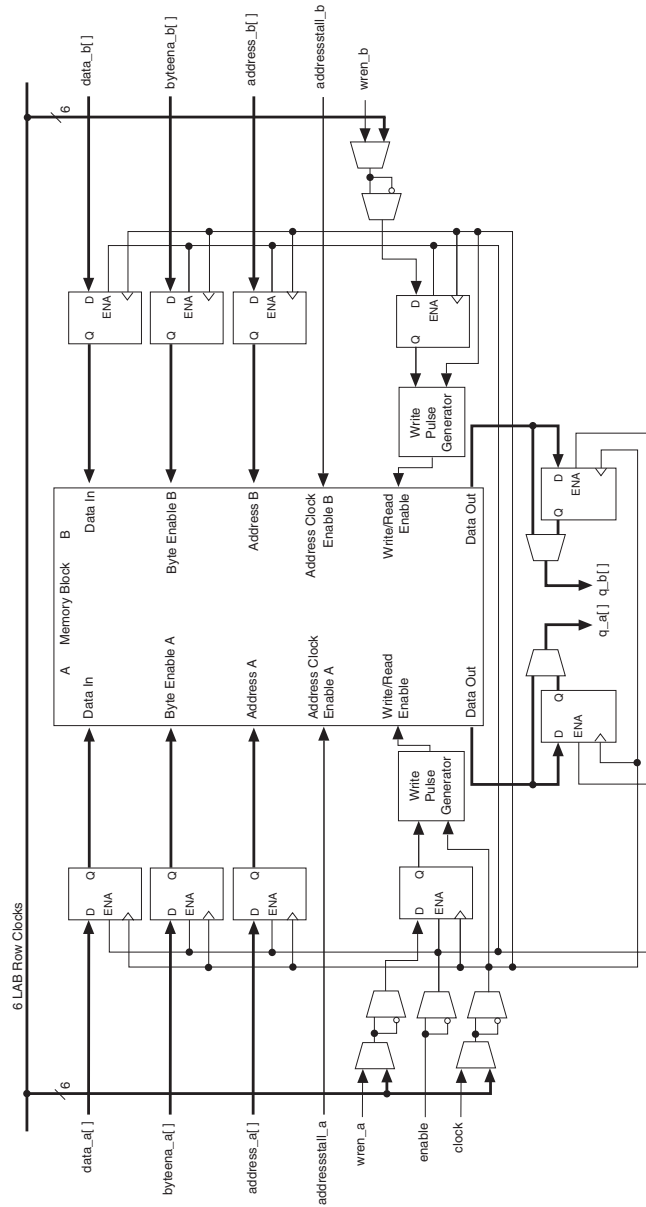 6 LAB Row Clocks
6
6
data_a[ ]
byteena_a[ ]
address_a[ ]
addressstall_a
wren_a
enable
clock
D
Q
ENA
D
Q
ENA
D
Q
ENA
D
Q
ENA
Write
Pulse
Generator
A
Memory Block
B
Data In
Data In
Byte Enable A
Byte Enable B
Address A
Address B
Address Clock
Enable A
Address Clock
Enable B
Write/Read
Enable
Write/Read
Enable
Data Out
Data Out
Write
Pulse
Generator
Q
D
ENA
Q
D
ENA
Q
D
ENA
Q
D
ENA
data_b[ ]
byteena_b[ ]
address_b[ ]
addressstall_b
wren_b
D
Q
ENA
Q
D
ENA
q_a[ ]
q_b[ ]